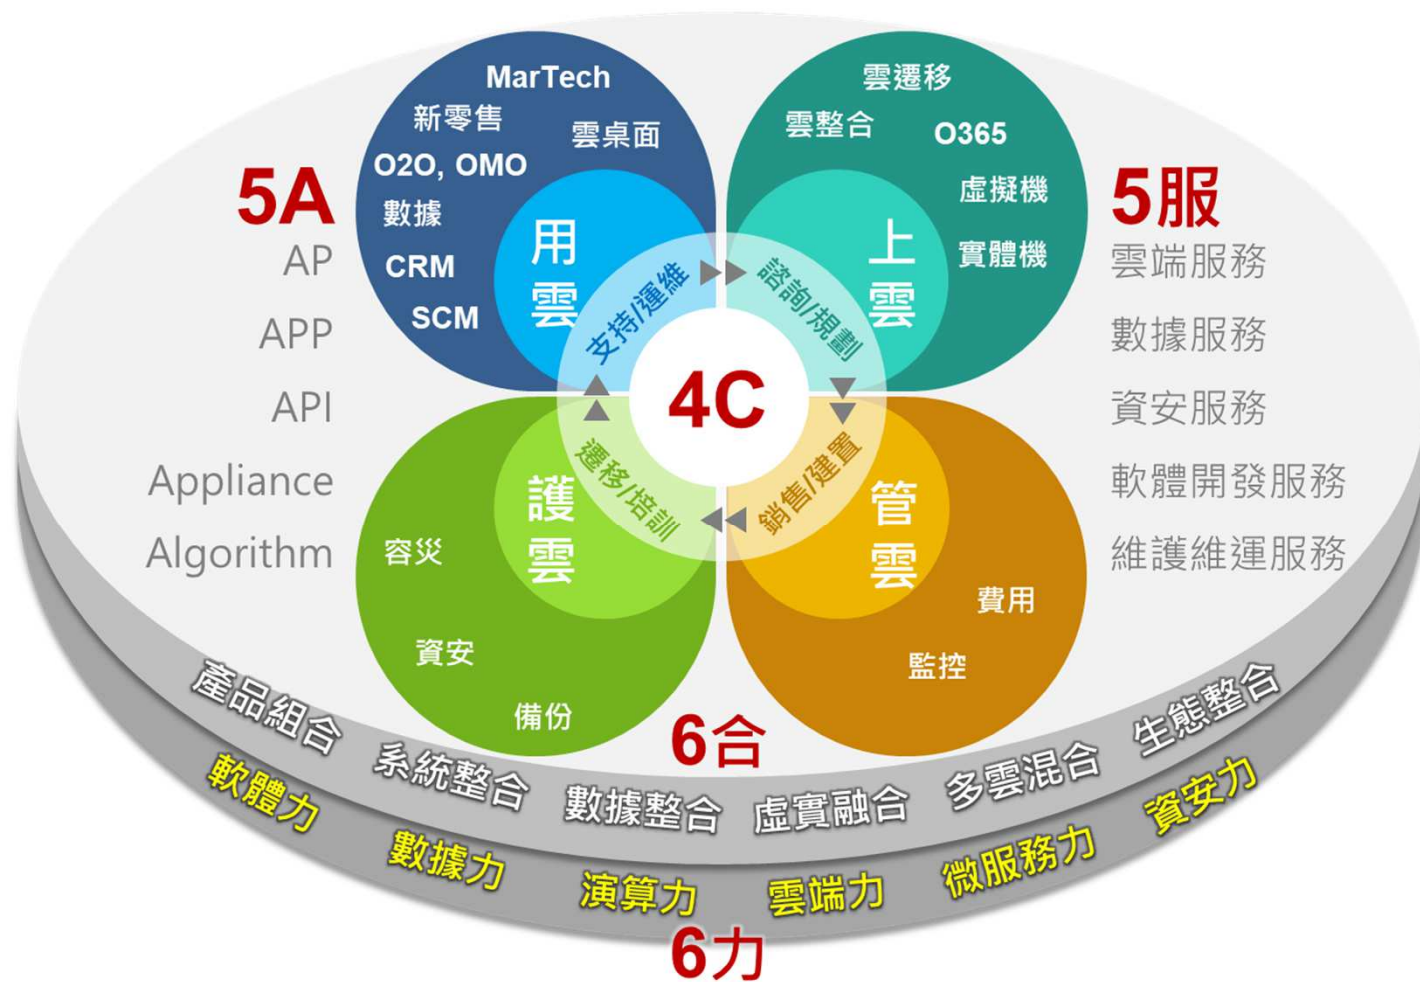 MarTech
新零售
雲桌面
O2O, OMO
數據
CRM
SCM
用雲
雲遷移
雲整合
O365
虛擬機
實體機
上雲
5A
AP
APP
API
Appliance
Algorithm
5服
雲端服務
數據服務
資安服務
軟體開發服務
維護維運服務
支持/運維
諮詢/規劃
4C
遷移/培訓
銷售/建置
護雲
容災
資安
備份
管雲
費用
監控
6合
產品組合
系統整合
數據整合
虛實融合
多雲混合
生態整合
軟體力
數據力
演算力
雲端力
微服務力
資安力
6力